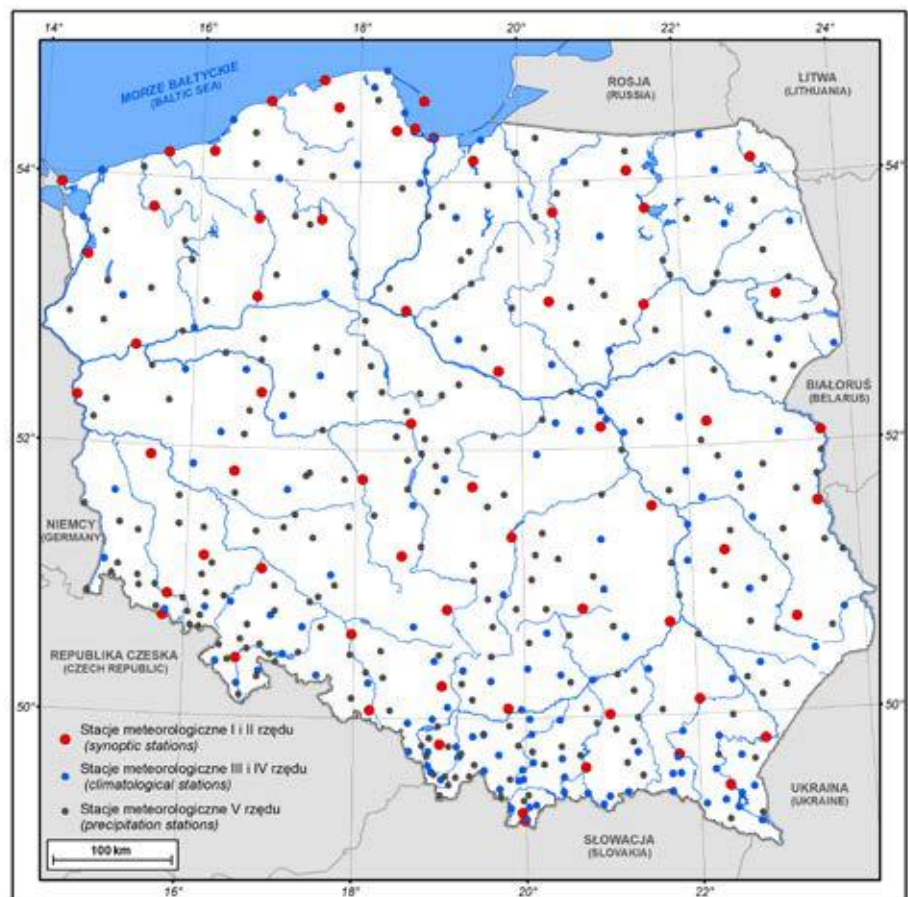 14°
16°
18°
20°
22°
24°
MORZE BAŁTYCKIE
(BALTIC SEA)
ROSJA
(RUSSIA)
LITWA
(LITHUANIA)
54°
54°
BIAŁORUŚ
(BELARUS)
52°
52°
NIEMCY
(GERMANY)
REPUBLIKA CZESKA
(CZECH REPUBLIC)
50°
50°
Stacje meteorologiczne I i II rzędu
(synoptic stations)
Stacje meteorologiczne III i IV rzędu
(climatological stations)
Stacje meteorologiczne V rzędu
(precipitation stations)
UKRAINA
(UKRAINE)
SŁOWACJA
(SLOVAKIA)
100 km
16°
18°
20°
22°